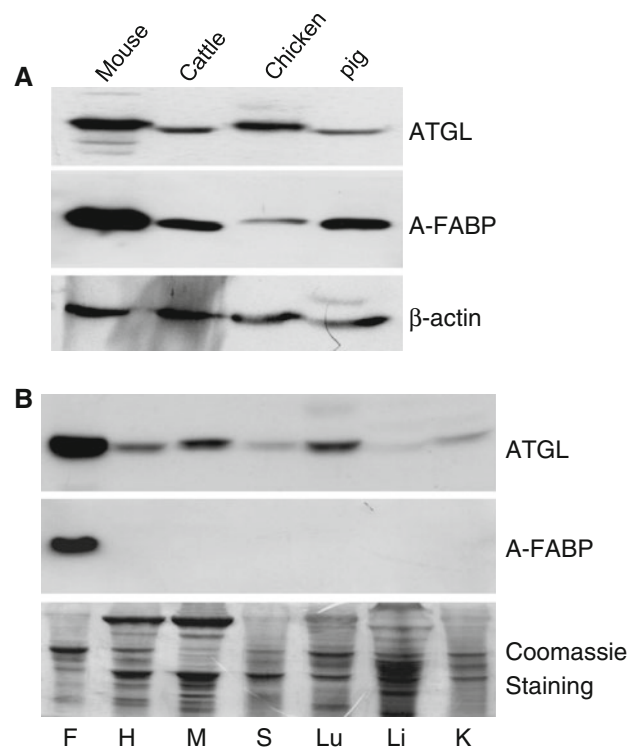 Mouse Cattle Chicken pig
A
ATGL
A-FABP
β-actin
B
ATGL
A-FABP
Coomassie
Staining
F H M S Lu Li K